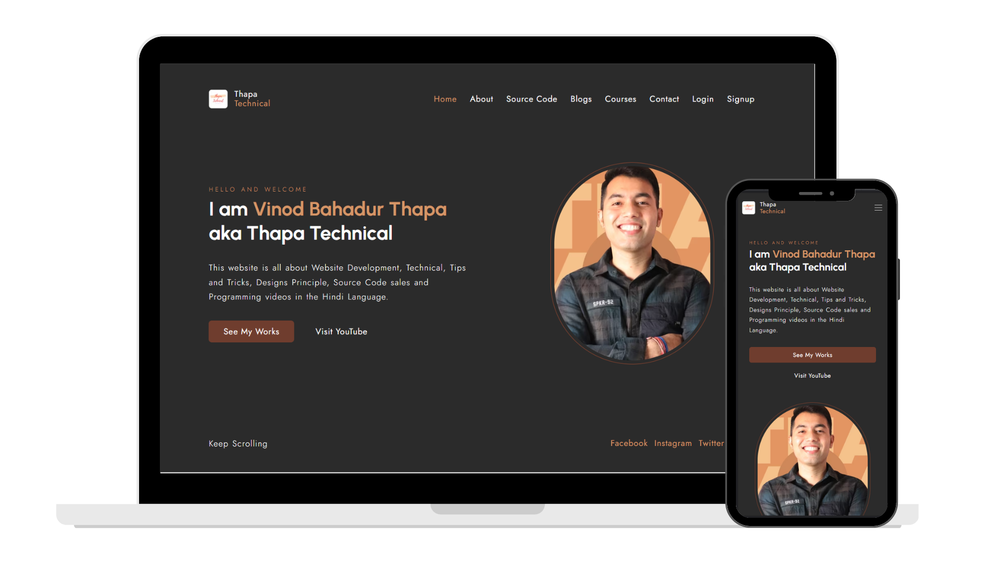 Thapa
Technical
Home About Source Code Blogs Courses Contact Login Signup
HELLO AND WELCOME
I am Vinod Bahadur Thapa
aka Thapa Technical
This website is all about Website Development, Technical, Tips
and Tricks, Designs Principle, Source Code sales and
Programming videos in the Hindi Language.
See My Works Visit YouTube
SPKR-92
Keep Scrolling
Facebook Instagram Twitter
Thapa
Technical
HELLO AND WELCOME
I am Vinod Bahadur Thapa
aka Thapa Technical
This website is all about Website
Development, Technical, Tips and Tricks,
Designs Principle, Source Code sales and
Programming videos in the Hindi
Language.
See My Works
Visit YouTube
SPKR-92